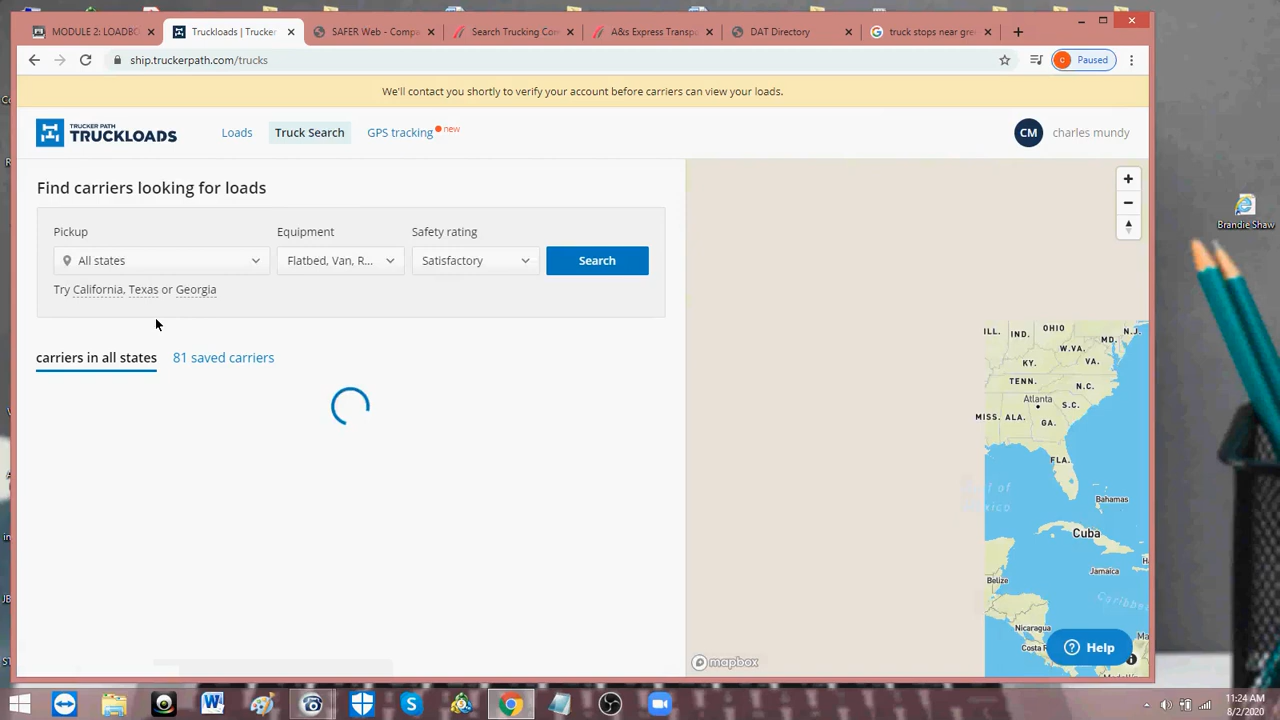 MODULE 2: LOADBO
Truckloads | Trucker
SAFER Web - Compa
Search Trucking Com
A&s Express Transpo
DAT Directory
truck stops near gre
ship.truckerpath.com/trucks
Paused
We'll contact you shortly to verify your account before carriers can view your loads.
TRUCKER PATH
TRUCKLOADS
Loads
Truck Search
GPS tracking new
CM charles mundy
Find carriers looking for loads
Pickup
Equipment
Safety rating
All states
Flatbed, Van, R...
Satisfactory
Search
Try California, Texas or Georgia
carriers in all states
81 saved carriers
ILL.
IND.
OHIO
N.J.
MD.
W.VA.
KY.
VA.
TENN.
N.C.
Atlanta
S.C.
MISS.
ALA.
GA.
FLA.
Bahamas
Cuba
Jamaica
Belize
Nicaragua
mapbox
Help
Brandie Shaw
11:24 AM
8/2/2020